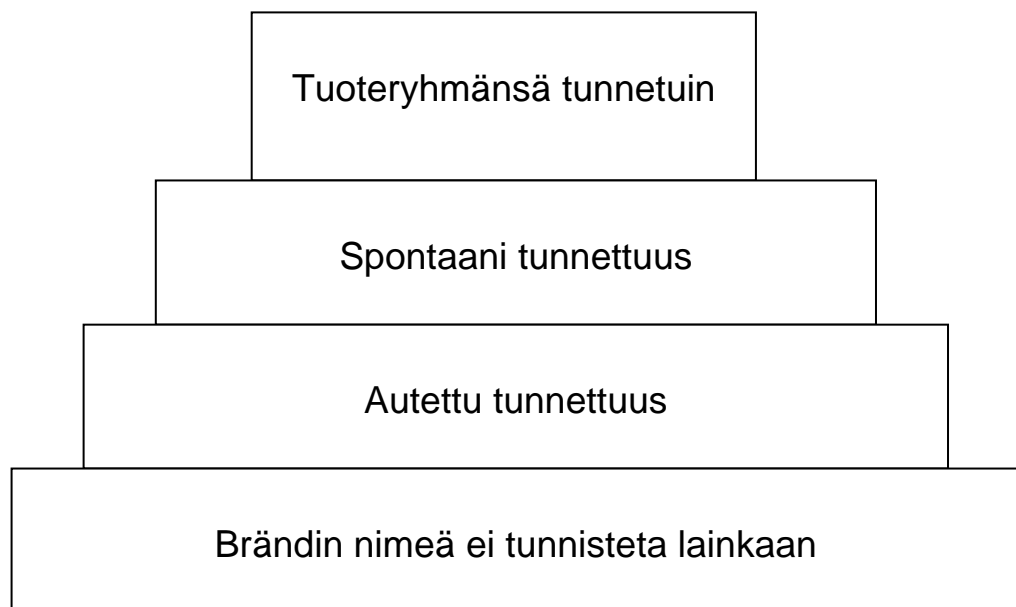 Tuoteryhmänsä tunnetuin
Spontaani tunnettuus
Autettu tunnettuus
Brändin nimeä ei tunnisteta lainkaan